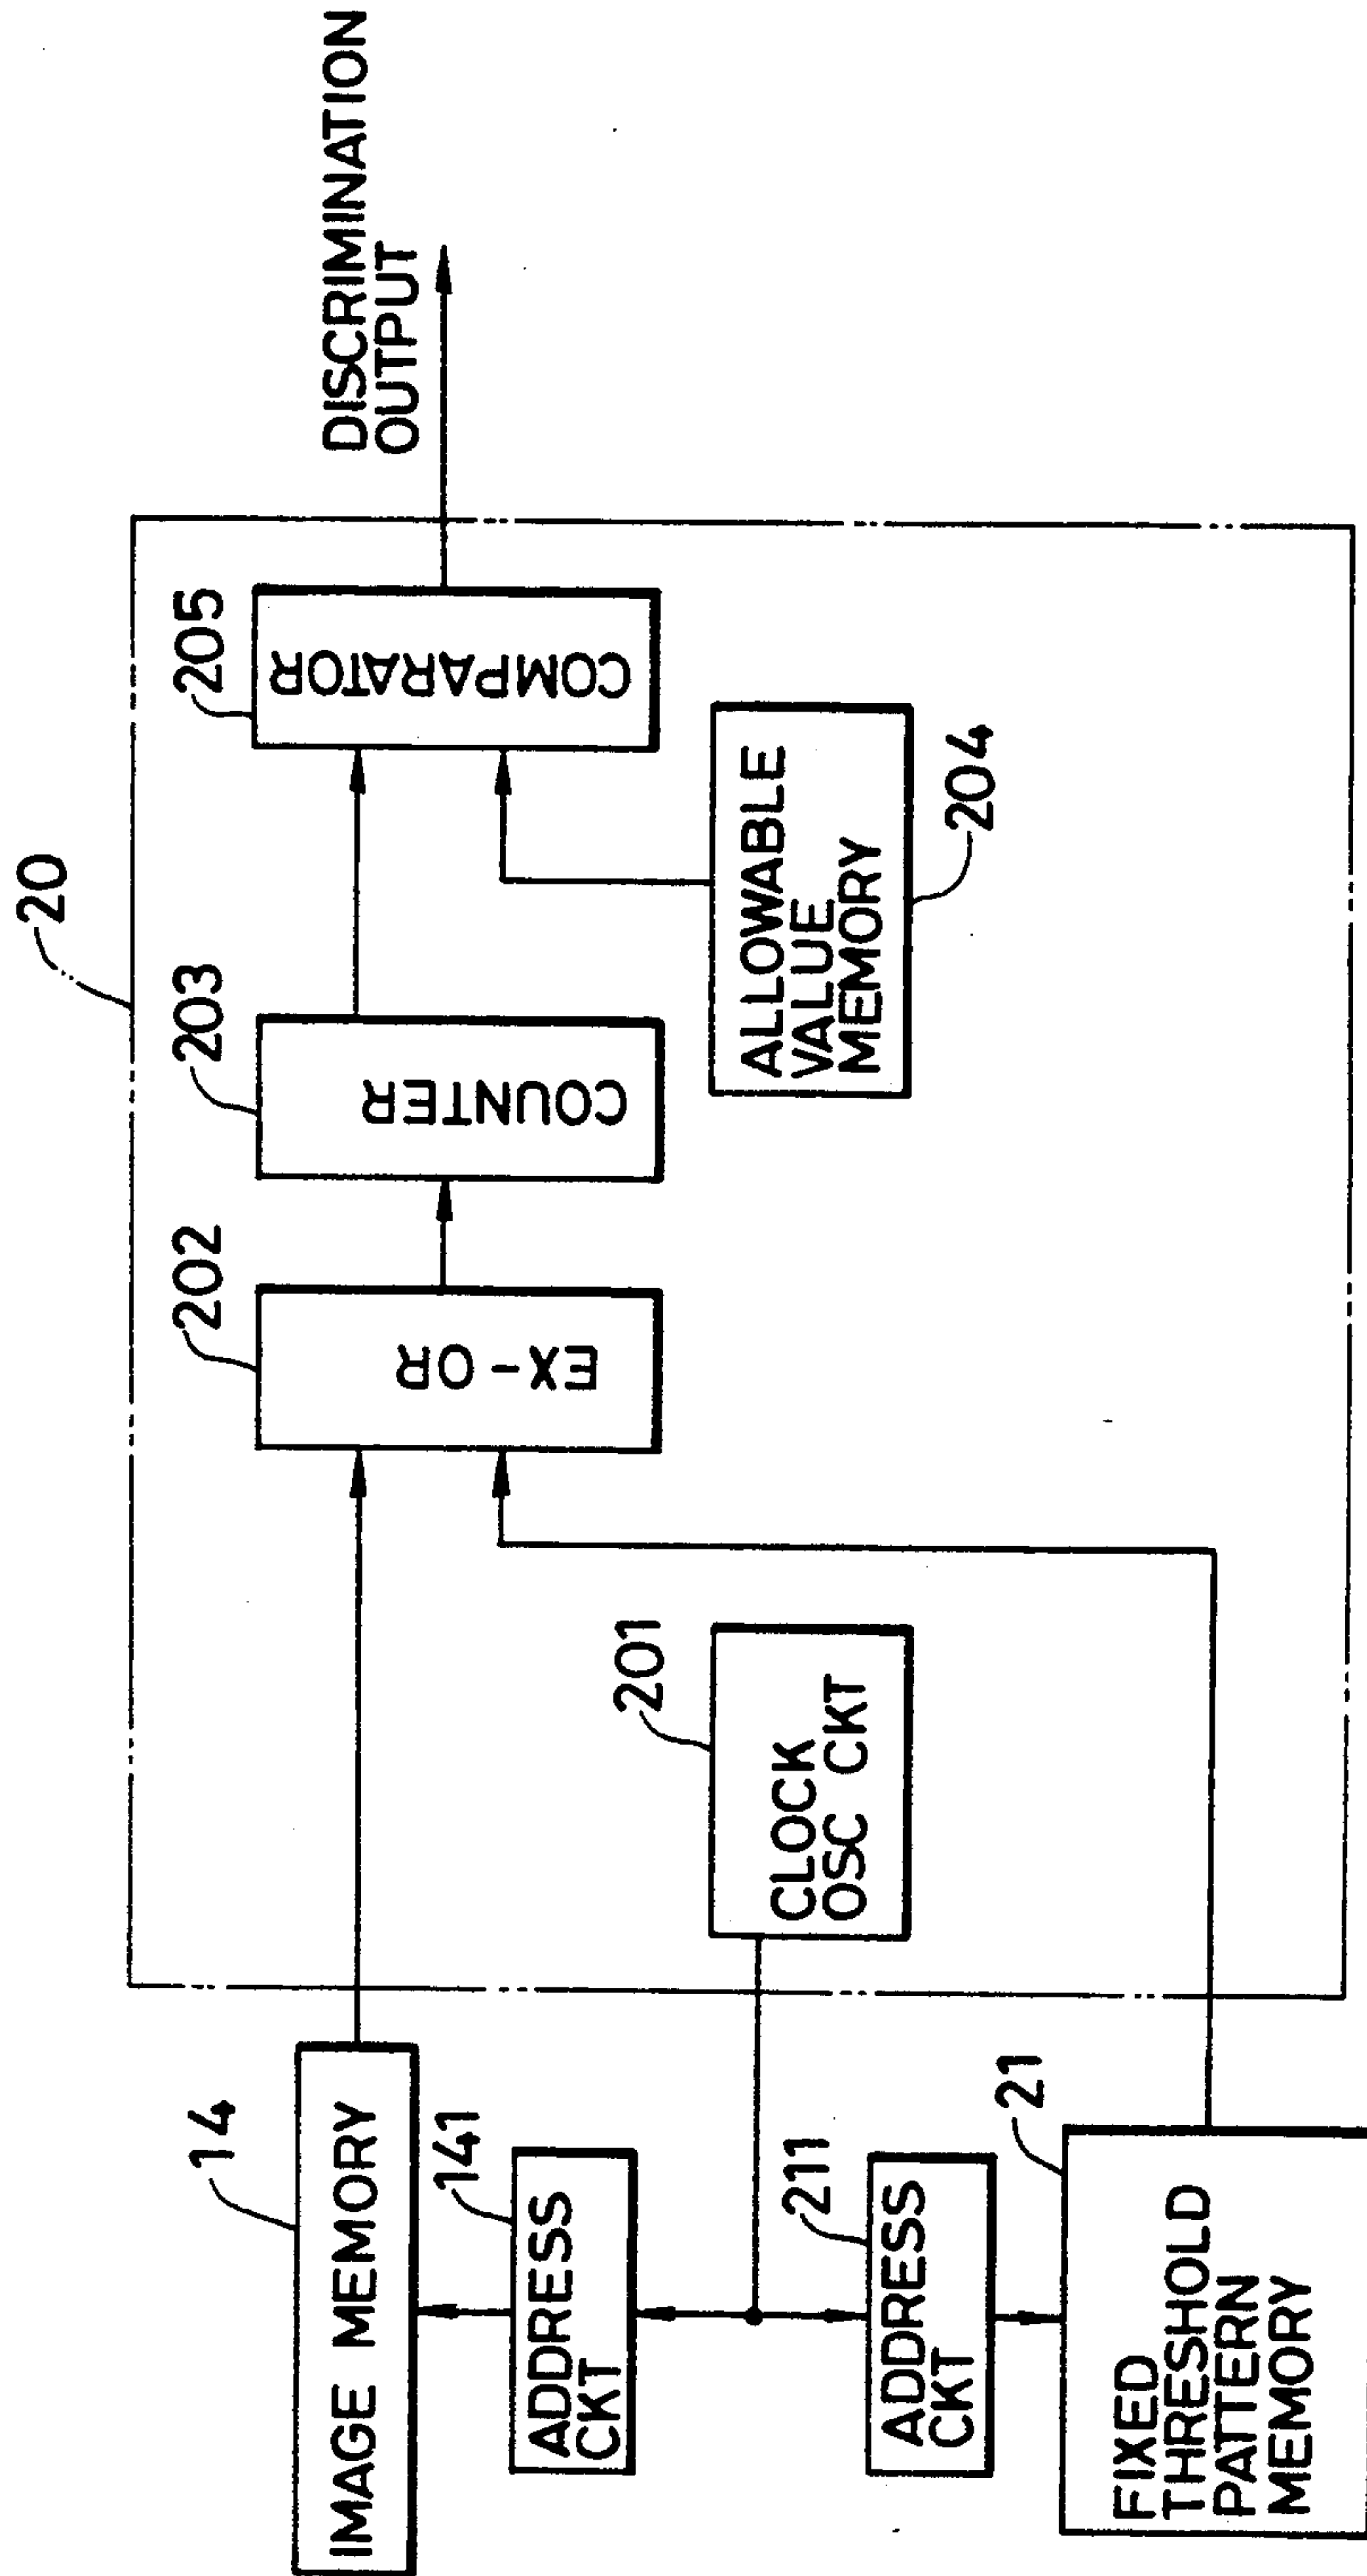 20
14
IMAGE MEMORY
141
ADDRESS
CKT
211
ADDRESS
CKT
21
FIXED
THRESHOLD
PATTERN
MEMORY
201
CLOCK
OSC CKT
202
EX-OR
203
COUNTER
204
ALLOWABLE
VALUE
MEMORY
205
COMPARATOR
DISCRIMINATION
OUTPUT